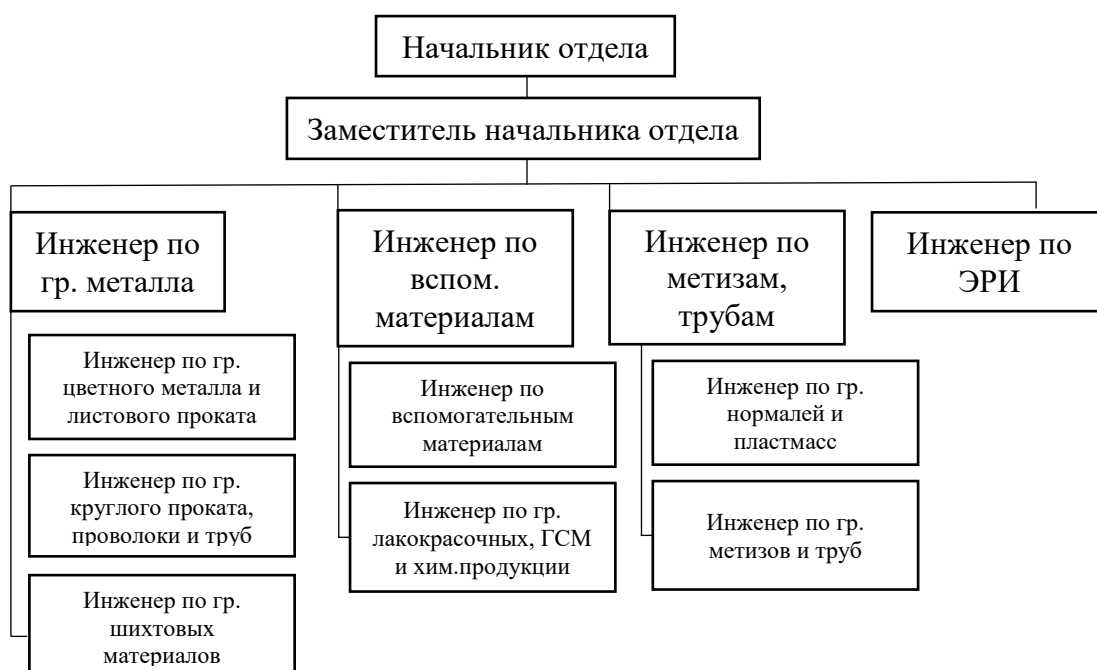 Начальник отдела
Заместитель начальника отдела
Инженер по
гр. металла
Инженер по
вспом.
материалам
Инженер по
метизам,
трубам
Инженер по
ЭРИ
Инженер по гр.
цветного металла и
листового проката
Инженер по гр.
круглого проката,
проволоки и труб
Инженер по гр.
шихтовых
материалов
Инженер по
вспомогательным
материалам
Инженер по гр.
лакокрасочных, ГСМ
и хим.продукции
Инженер по гр.
нормалей и
пластмасс
Инженер по гр.
метизов и труб